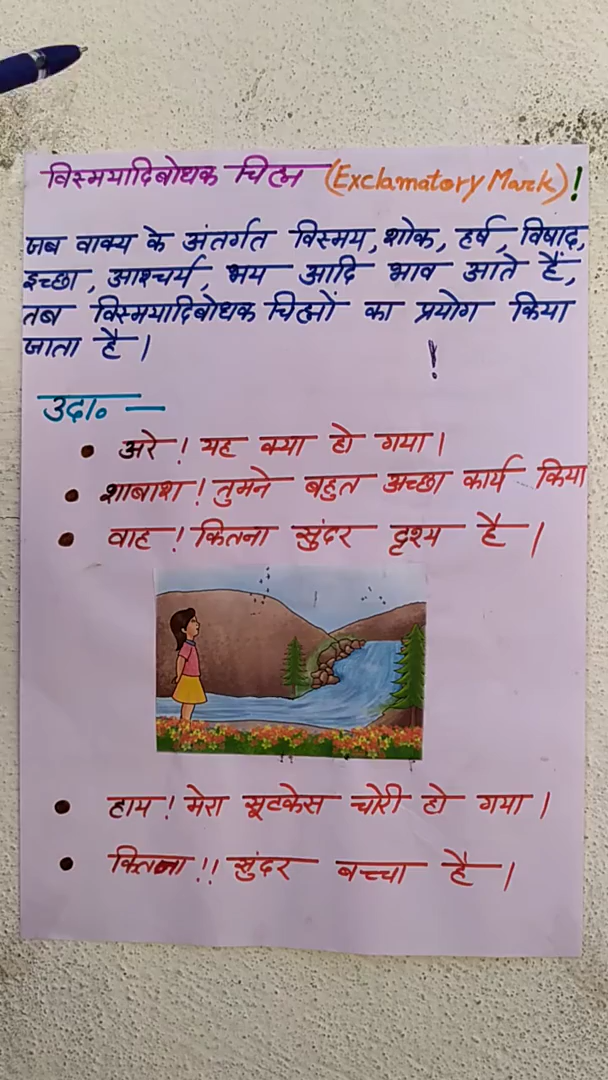 विस्मयादिबोधक चिह्न (Exclamatory Mark) !
जब वाक्य के अंतर्गत विस्मय, शोक, हर्ष, विषाद,
इच्छा, आश्चर्य, भय आदि भाव आते हैं,
तब विस्मयादिबोधक चिह्नों का प्रयोग किया
जाता है। !
उदा० —
• अरे ! यह क्या हो गया।
• शाबाश ! तुमने बहुत अच्छा कार्य किया
• वाह ! कितना सुंदर दृश्य है।
• हाय ! मेरा सूटकेस चोरी हो गया।
• कितना !! सुंदर बच्चा है।